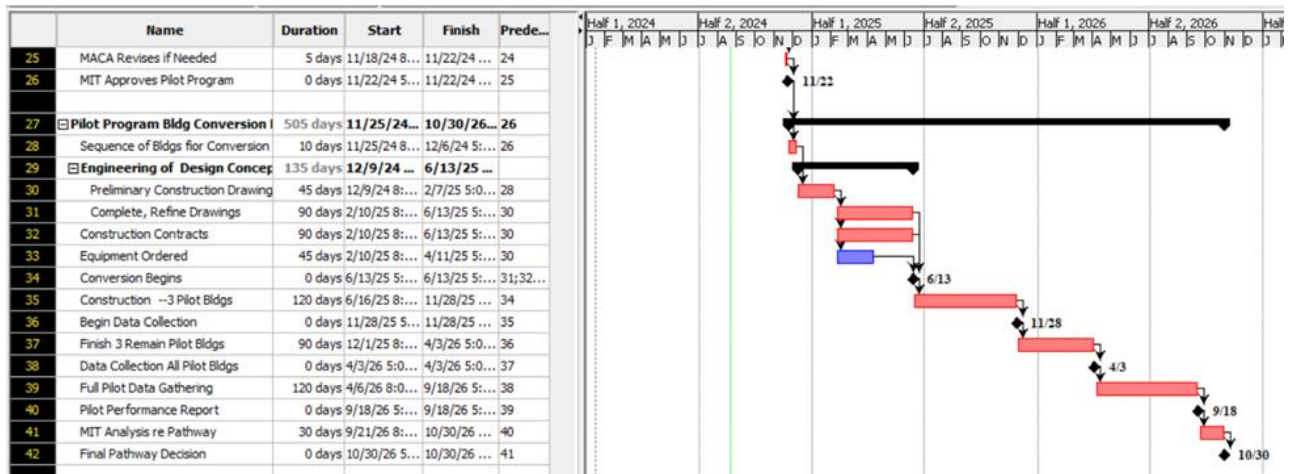 Name Duration Start Finish Prede... Half 1, 2024 Half 2, 2024 Half 1, 2025 Half 2, 2025 Half 1, 2026 Half 2, 2026 Half
J F M A M J J A S O N D J F M A M J J A S O N D J F M A M J J A S O N D J
25 MACA Revises if Needed 5 days 11/18/24 8... 11/22/24 ... 24
26 MIT Approves Pilot Program 0 days 11/22/24 5... 11/22/24 ... 25 11/22
27 Pilot Program Bldg Conversion 505 days 11/25/24... 10/30/26... 26
28 Sequence of Bldgs fior Conversion 10 days 11/25/24 8... 12/6/24 5:... 26
29 Engineering of Design Concep 135 days 12/9/24 ... 6/13/25 ...
30 Preliminary Construction Drawing 45 days 12/9/24 8:... 2/7/25 5:0... 28
31 Complete, Refine Drawings 90 days 2/10/25 8:... 6/13/25 5:... 30
32 Construction Contracts 90 days 2/10/25 8:... 6/13/25 5:... 30
33 Equipment Ordered 45 days 2/10/25 8:... 4/11/25 5:... 30
34 Conversion Begins 0 days 6/13/25 5:... 6/13/25 5:... 31;32... 6/13
35 Construction --3 Pilot Bldgs 120 days 6/16/25 8:... 11/28/25 ... 34
36 Begin Data Collection 0 days 11/28/25 5... 11/28/25 ... 35 11/28
37 Finish 3 Remain Pilot Bldgs 90 days 12/1/25 8:... 4/3/26 5:0... 36
38 Data Collection All Pilot Bldgs 0 days 4/3/26 5:0... 4/3/26 5:0... 37 4/3
39 Full Pilot Data Gathering 120 days 4/6/26 8:0... 9/18/26 5:... 38
40 Pilot Performance Report 0 days 9/18/26 5:... 9/18/26 5:... 39 9/18
41 MIT Analysis re Pathway 30 days 9/21/26 8:... 10/30/26 ... 40
42 Final Pathway Decision 0 days 10/30/26 5... 10/30/26 ... 41 10/30